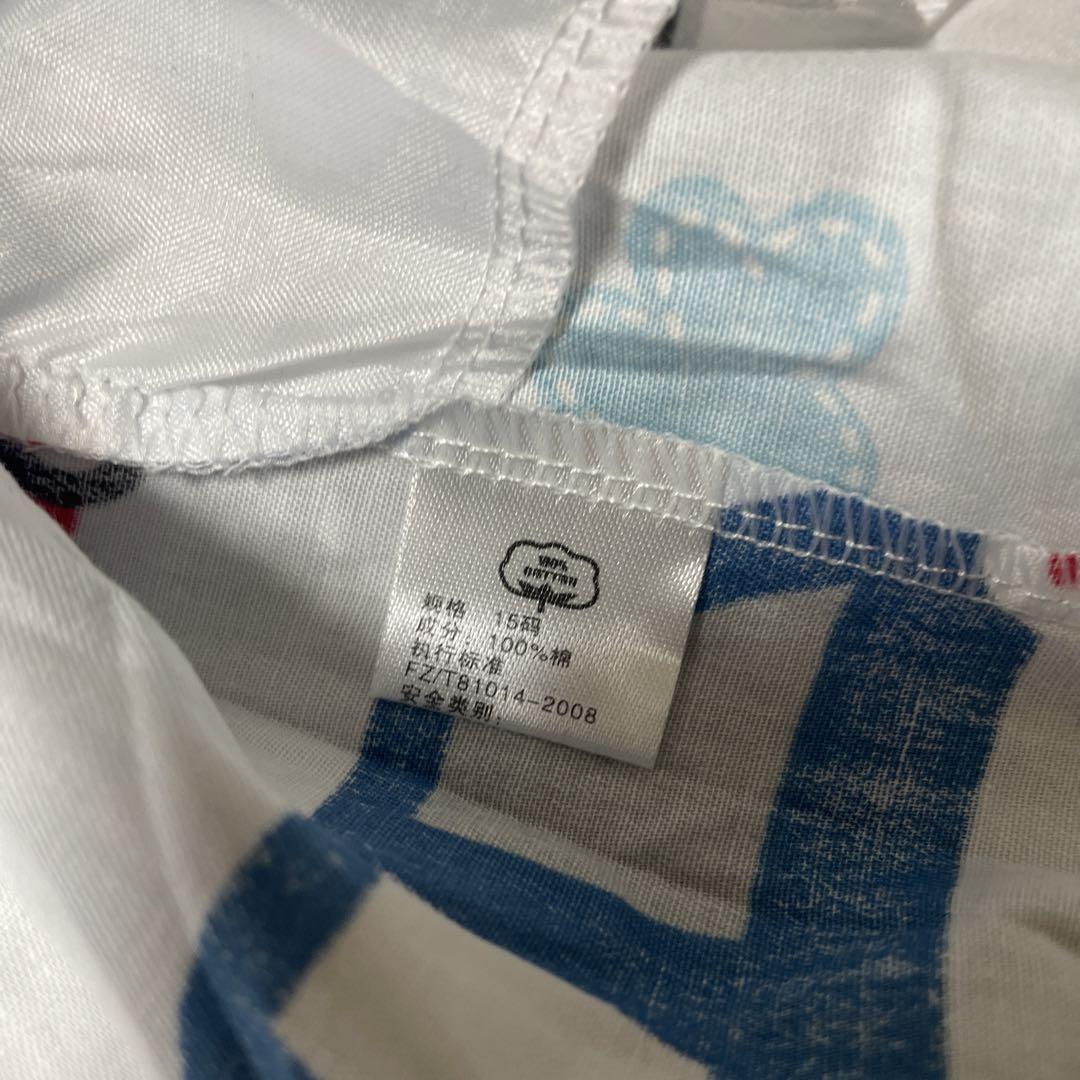 100%
COTTON
规格 15码
成分: 100%棉
执行标准
FZ/T81014-2008
安全类别: